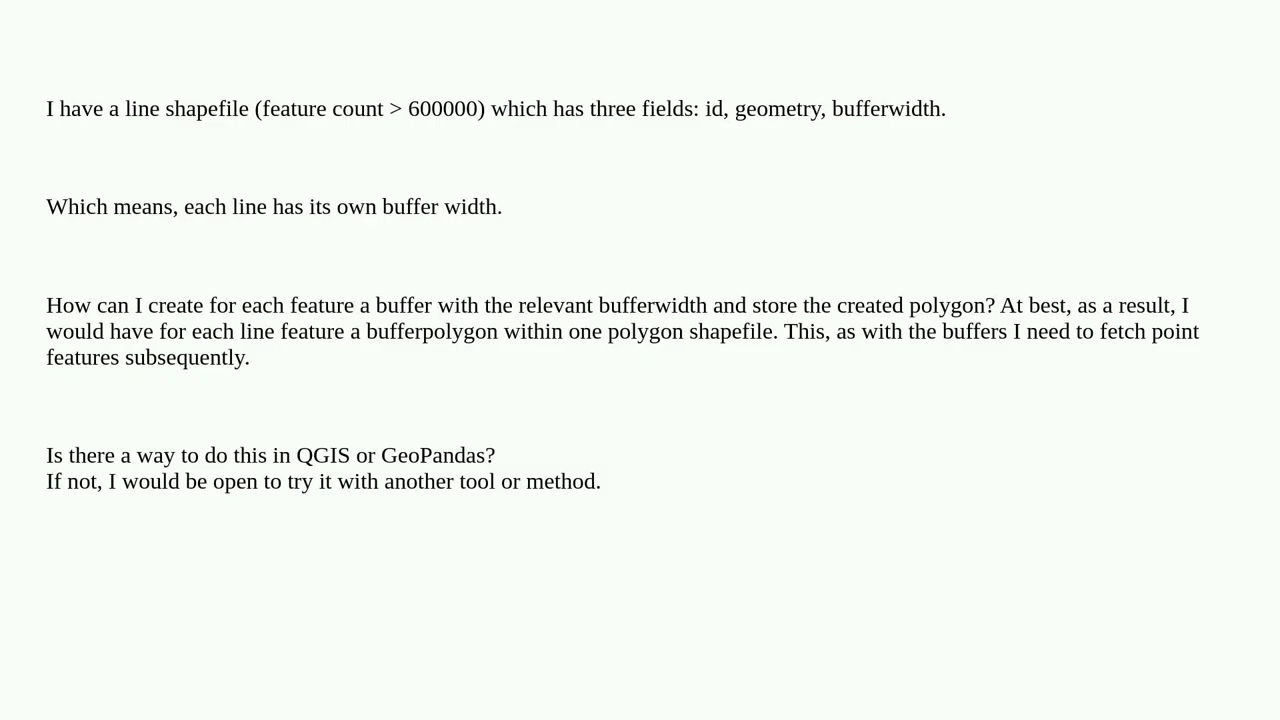 I have a line shapefile (feature count > 600000) which has three fields: id, geometry, bufferwidth.
Which means, each line has its own buffer width.
How can I create for each feature a buffer with the relevant bufferwidth and store the created polygon? At best, as a result, I
would have for each line feature a bufferpolygon within one polygon shapefile. This, as with the buffers I need to fetch point
features subsequently.
Is there a way to do this in QGIS or GeoPandas?
If not, I would be open to try it with another tool or method.